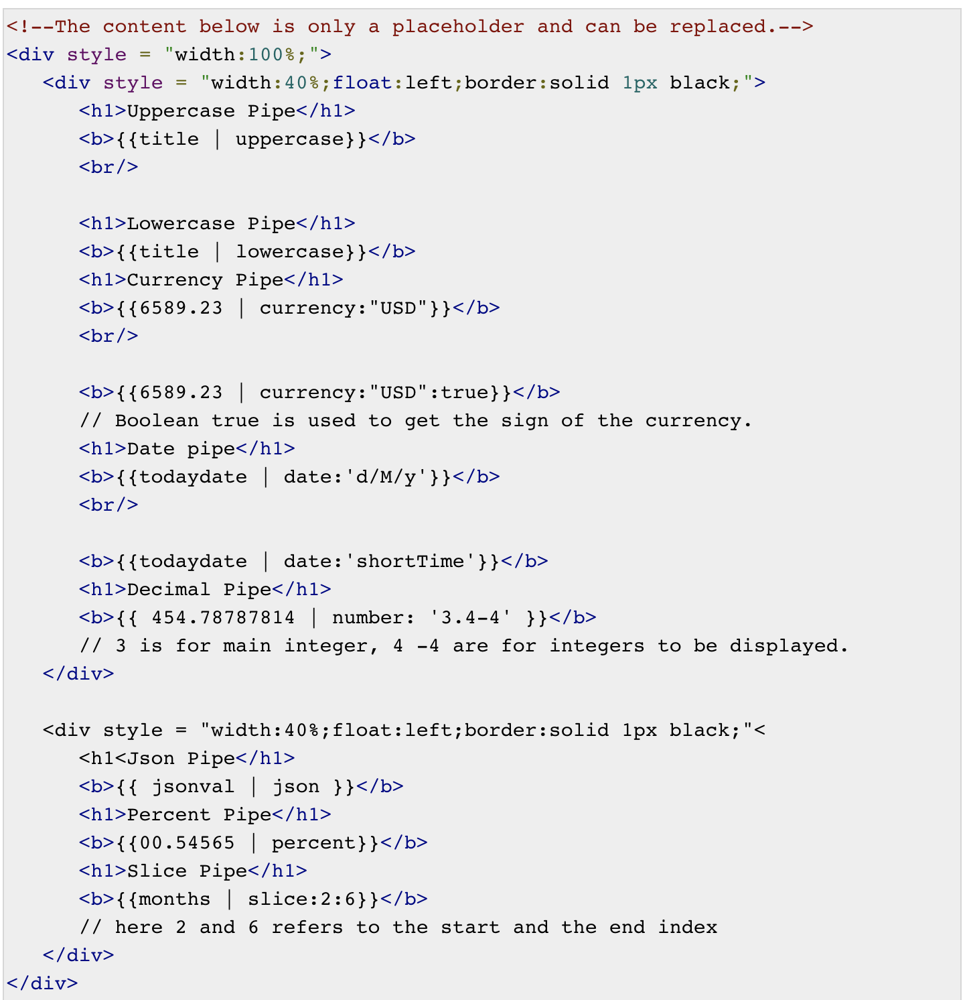 <!--The content below is only a placeholder and can be replaced.-->
<div style = "width:100%;">
   <div style = "width:40%;float:left;border:solid 1px black;">
      <h1>Uppercase Pipe</h1>
      <b>{{title | uppercase}}</b>
      <br/>

      <h1>Lowercase Pipe</h1>
      <b>{{title | lowercase}}</b>
      <h1>Currency Pipe</h1>
      <b>{{6589.23 | currency:"USD"}}</b>
      <br/>

      <b>{{6589.23 | currency:"USD":true}}</b>
      // Boolean true is used to get the sign of the currency.
      <h1>Date pipe</h1>
      <b>{{todaydate | date:'d/M/y'}}</b>
      <br/>

      <b>{{todaydate | date:'shortTime'}}</b>
      <h1>Decimal Pipe</h1>
      <b>{{ 454.78787814 | number: '3.4-4' }}</b>
      // 3 is for main integer, 4 -4 are for integers to be displayed.
   </div>

   <div style = "width:40%;float:left;border:solid 1px black;"<
      <h1<Json Pipe</h1>
      <b>{{ jsonval | json }}</b>
      <h1>Percent Pipe</h1>
      <b>{{00.54565 | percent}}</b>
      <h1>Slice Pipe</h1>
      <b>{{months | slice:2:6}}</b>
      // here 2 and 6 refers to the start and the end index
   </div>
</div>